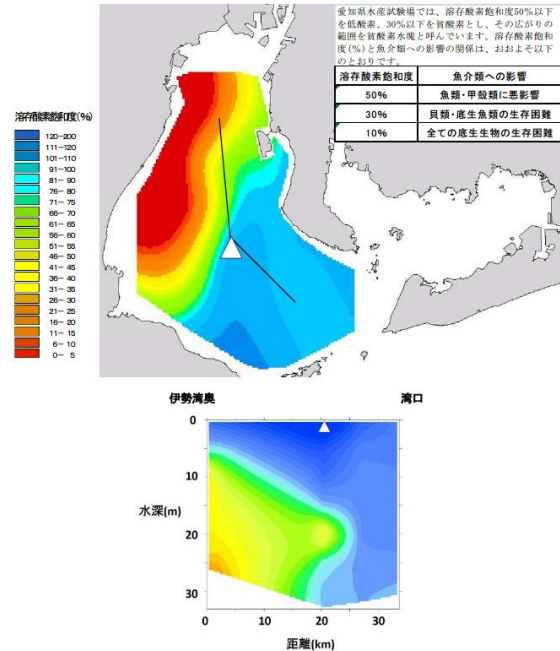 愛知県水産試験場では、溶存酸素飽和度50%以下
を低酸素、30%以下を貧酸素とし、その広がりの
範囲を貧酸素水塊と呼んでいます。溶存酸素飽和
度(%)と魚介類への影響の関係は、おおよそ以下
のとおりです。
溶存酸素飽和度 魚介への影響
50% 魚類・甲殻類に悪影響
30% 貝類・底生魚類の生存困難
10% 全ての底生生物の生存困難
溶存酸素飽和度(%)
120-200
111-120
101-110
91-100
81-90
76-80
71-75
66-70
61-65
56-60
51-55
46-50
41-45
36-40
31-35
26-30
21-25
16-20
11-15
6-10
0-5
伊勢湾奥 湾口
0
10
水深(m)
20
30
0 10 20 30
距離(km)